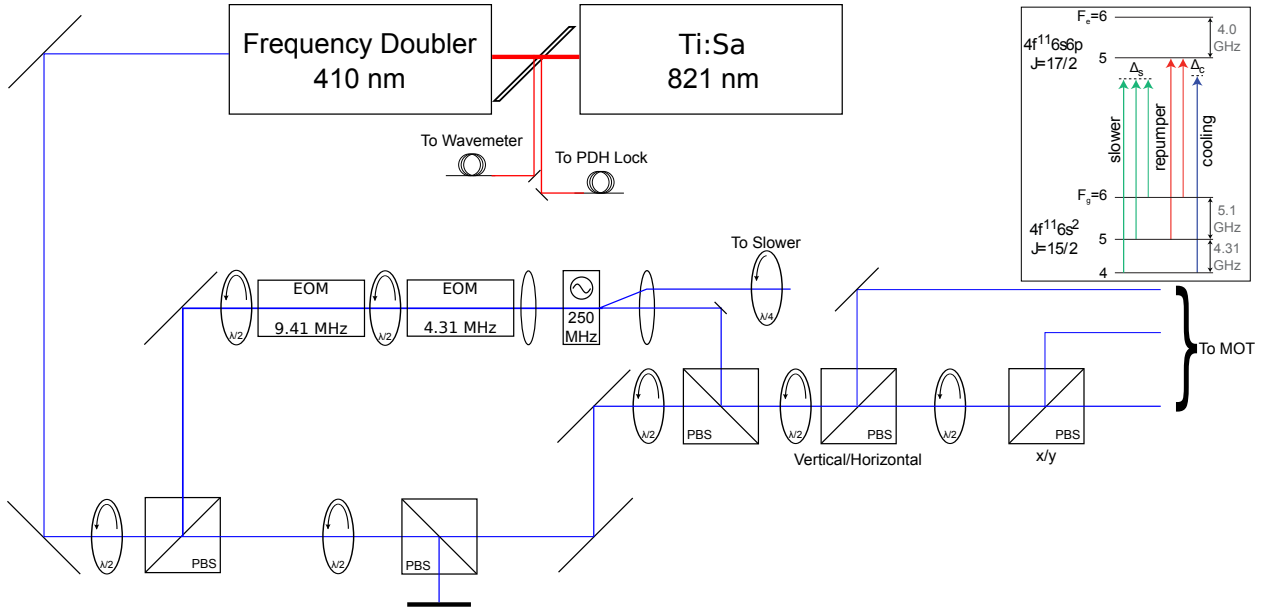 Frequency Doubler
410 nm
Ti:Sa
821 nm
To Wavemeter
To PDH Lock
Fₑ=6
4f¹¹6s6p
J=17/2
5
4.0
GHz
Δₛ
Δ꜀
slower
repumper
cooling
F_g=6
4f¹¹6s²
J=15/2
5
4
5.1
GHz
4.31
GHz
To Slower
EOM
9.41 MHz
EOM
4.31 MHz
250
MHz
λ/2
λ/2
λ/4
To MOT
λ/2
PBS
λ/2
PBS
λ/2
PBS
Vertical/Horizontal
x/y
λ/2
PBS
λ/2
PBS